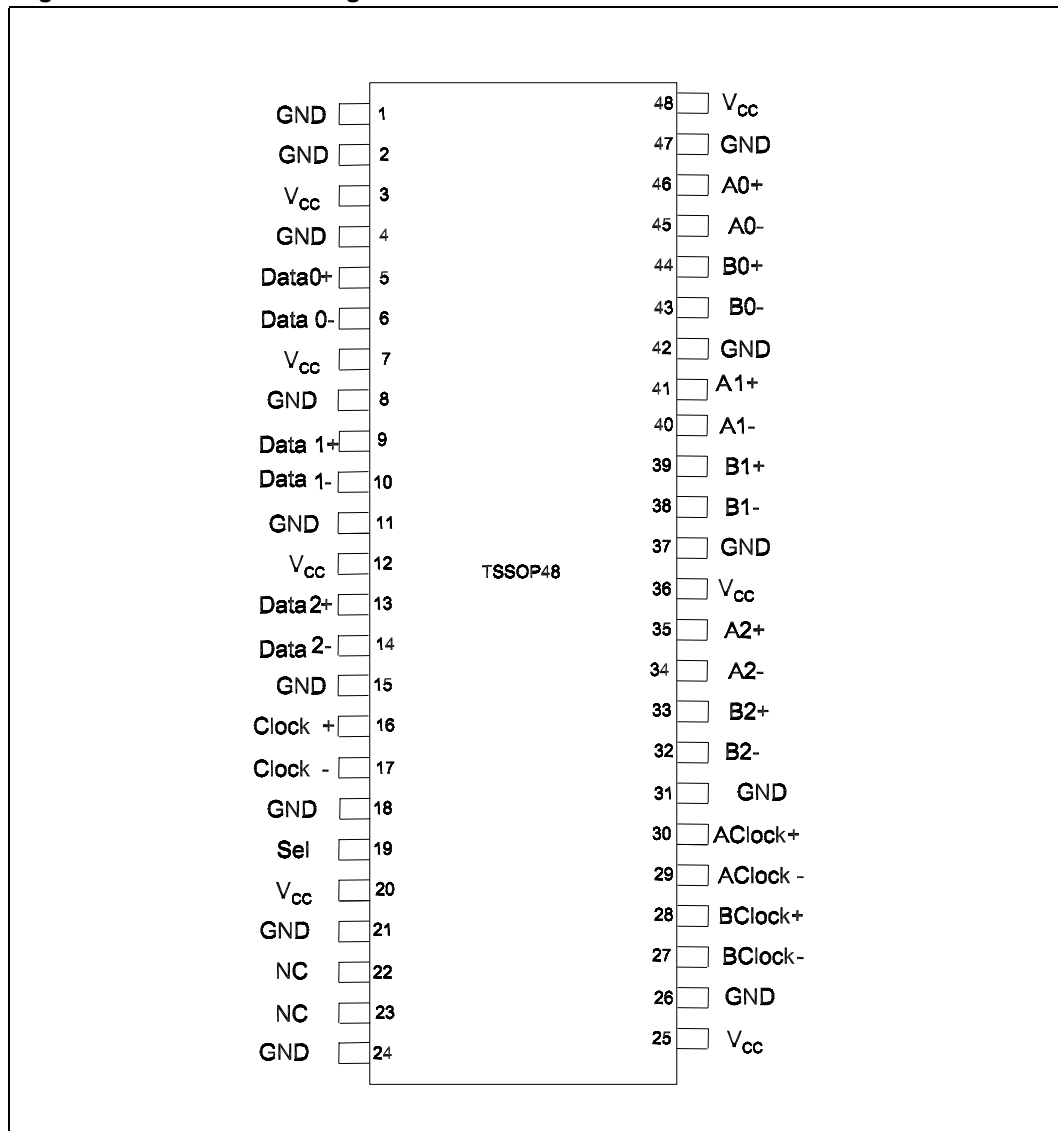 GND 1
GND 2
VCC 3
GND 4
Data0+ 5
Data 0- 6
VCC 7
GND 8
Data 1+ 9
Data 1- 10
GND 11
VCC 12
Data2+ 13
Data 2- 14
GND 15
Clock + 16
Clock - 17
GND 18
Sel 19
VCC 20
GND 21
NC 22
NC 23
GND 24
TSSOP48
48 VCC
47 GND
46 A0+
45 A0-
44 B0+
43 B0-
42 GND
41 A1+
40 A1-
39 B1+
38 B1-
37 GND
36 VCC
35 A2+
34 A2-
33 B2+
32 B2-
31 GND
30 AClock+
29 AClock -
28 BClock+
27 BClock-
26 GND
25 VCC